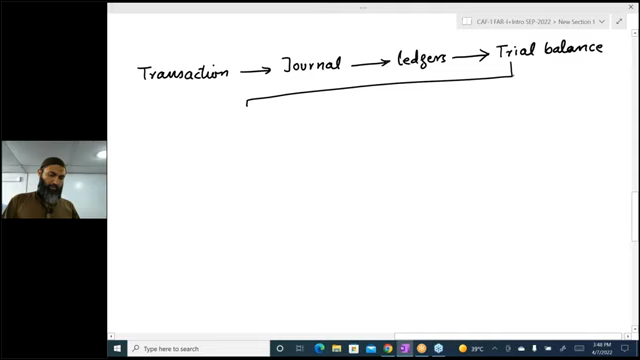 CAF-1 FAR-I+Intro SEP-2022 > New Section 1
Transaction → Journal → ledgers → Trial balance
Type here to search
39°C
3:48 PM
4/7/2022